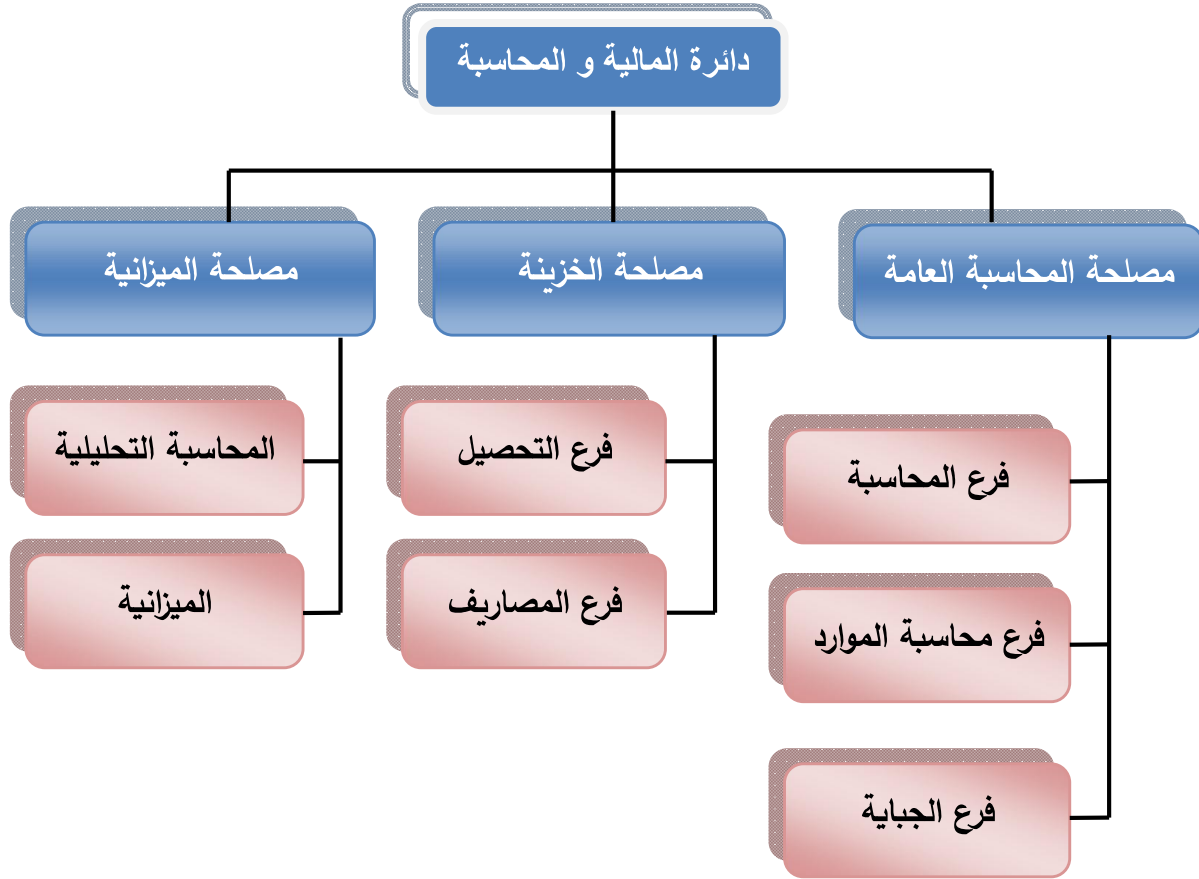 دائرة المالية و المحاسبة
مصلحة المحاسبة العامة
مصلحة الخزينة
مصلحة الميزانية
فرع المحاسبة
فرع محاسبة الموارد
فرع الجباية
فرع التحصيل
فرع المصاريف
المحاسبة التحليلية
الميزانية